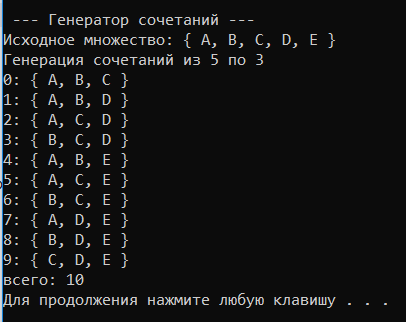 --- Генератор сочетаний ---
Исходное множество: { A, B, C, D, E }
Генерация сочетаний из 5 по 3
0: { A, B, C }
1: { A, B, D }
2: { A, C, D }
3: { B, C, D }
4: { A, B, E }
5: { A, C, E }
6: { B, C, E }
7: { A, D, E }
8: { B, D, E }
9: { C, D, E }
всего: 10
Для продолжения нажмите любую клавишу . . .